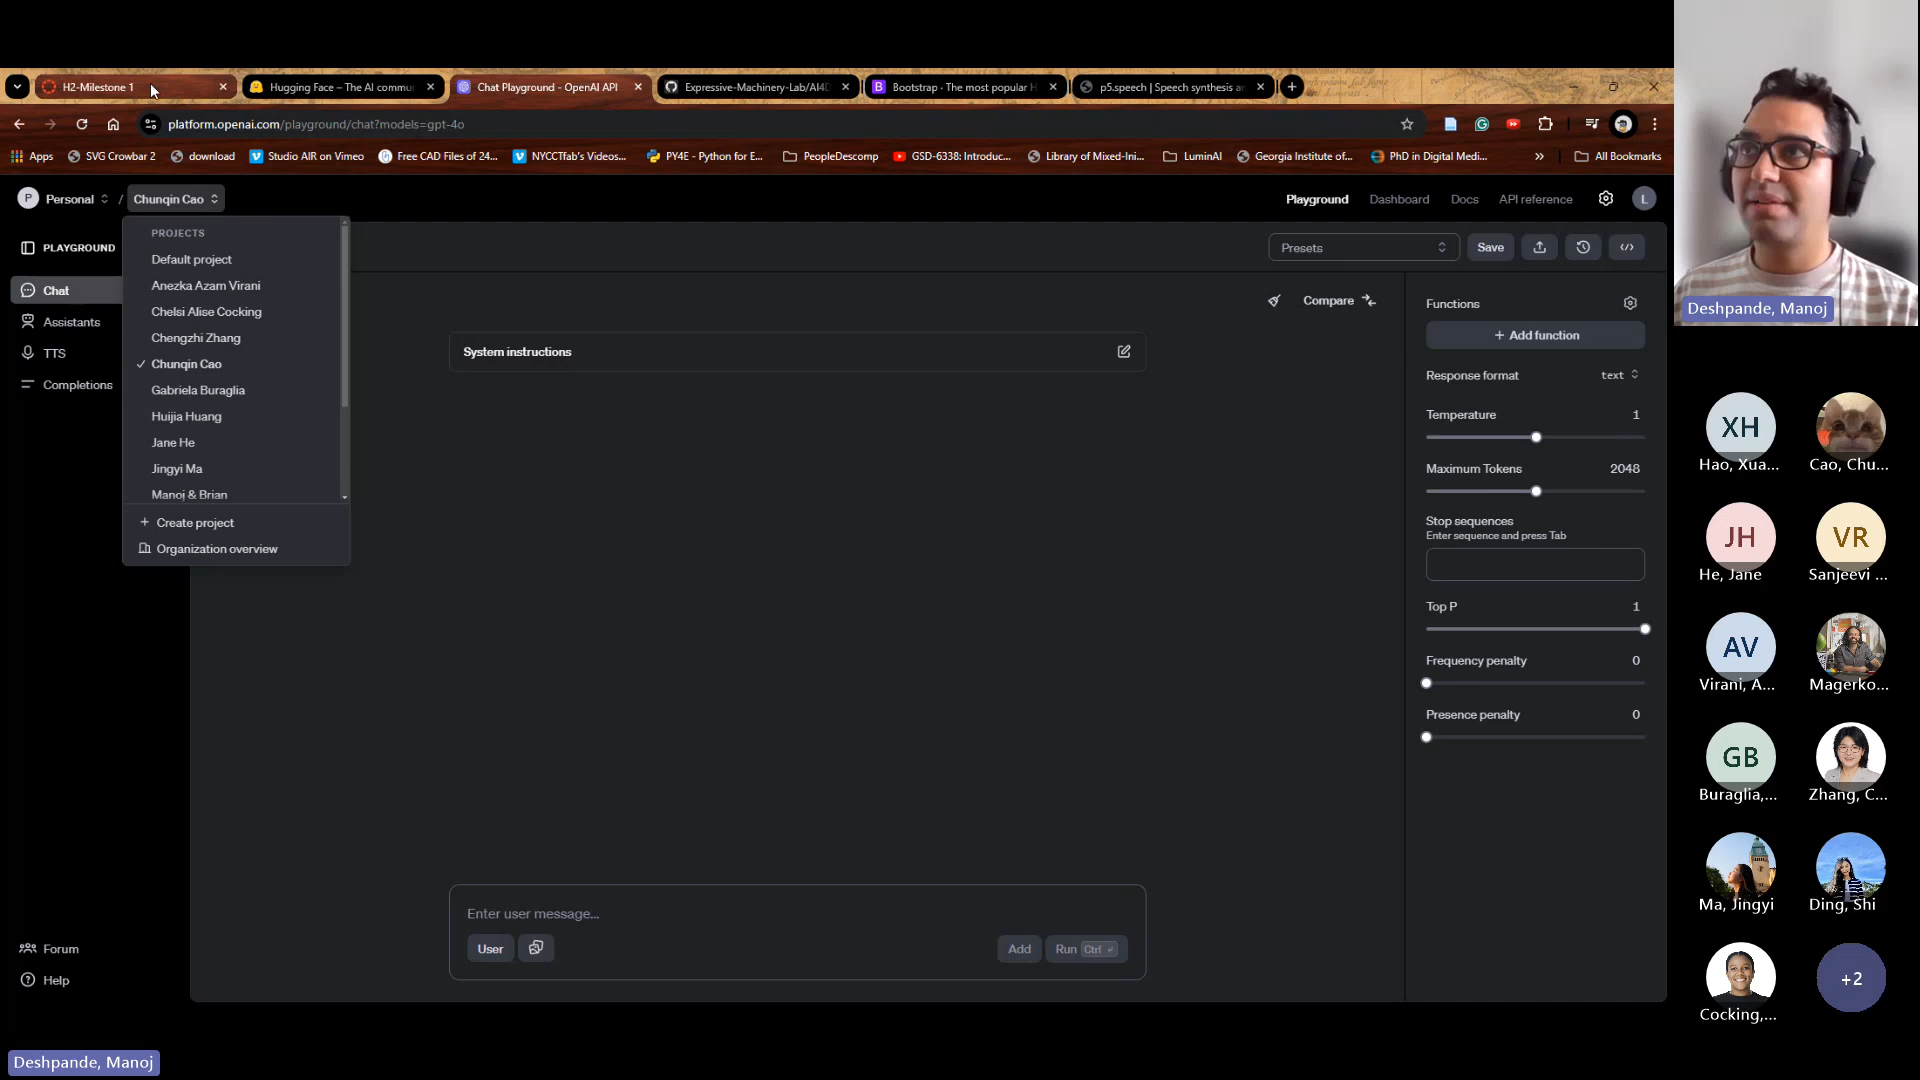 H2-Milestone 1
Hugging Face – The AI commu
Chat Playground - OpenAI API
Expressive-Machinery-Lab/AI4D
Bootstrap · The most popular H
p5.speech | Speech synthesis a
platform.openai.com/playground/chat?models=gpt-4o
Apps
SVG Crowbar 2
download
Studio AIR on Vimeo
Free CAD Files of 24...
NYCCTfab's Videos...
PY4E - Python for E...
PeopleDescomp
GSD-6338: Introduc...
Library of Mixed-Ini...
LuminAI
Georgia Institute of...
PhD in Digital Medi...
»
All Bookmarks
P Personal / Chunqin Cao
Playground
Dashboard
Docs
API reference
L
PLAYGROUND
Chat
Assistants
TTS
Completions
Forum
Help
PROJECTS
Default project
Anezka Azam Virani
Chelsi Alise Cocking
Chengzhi Zhang
✓ Chunqin Cao
Gabriela Buraglia
Huijia Huang
Jane He
Jingyi Ma
Manoj & Brian
+ Create project
Organization overview
Presets
Save
Compare
System instructions
Enter user message...
User
Add
Run Ctrl ↵
Functions
+ Add function
Response format text
Temperature 1
Maximum Tokens 2048
Stop sequences
Enter sequence and press Tab
Top P 1
Frequency penalty 0
Presence penalty 0
Deshpande, Manoj
XH
Hao, Xua...
Cao, Chu...
JH
He, Jane
VR
Sanjeevi ...
AV
Virani, A...
Magerko...
GB
Buraglia,...
Zhang, C...
Ma, Jingyi
Ding, Shi
Cocking,...
+2
Deshpande, Manoj